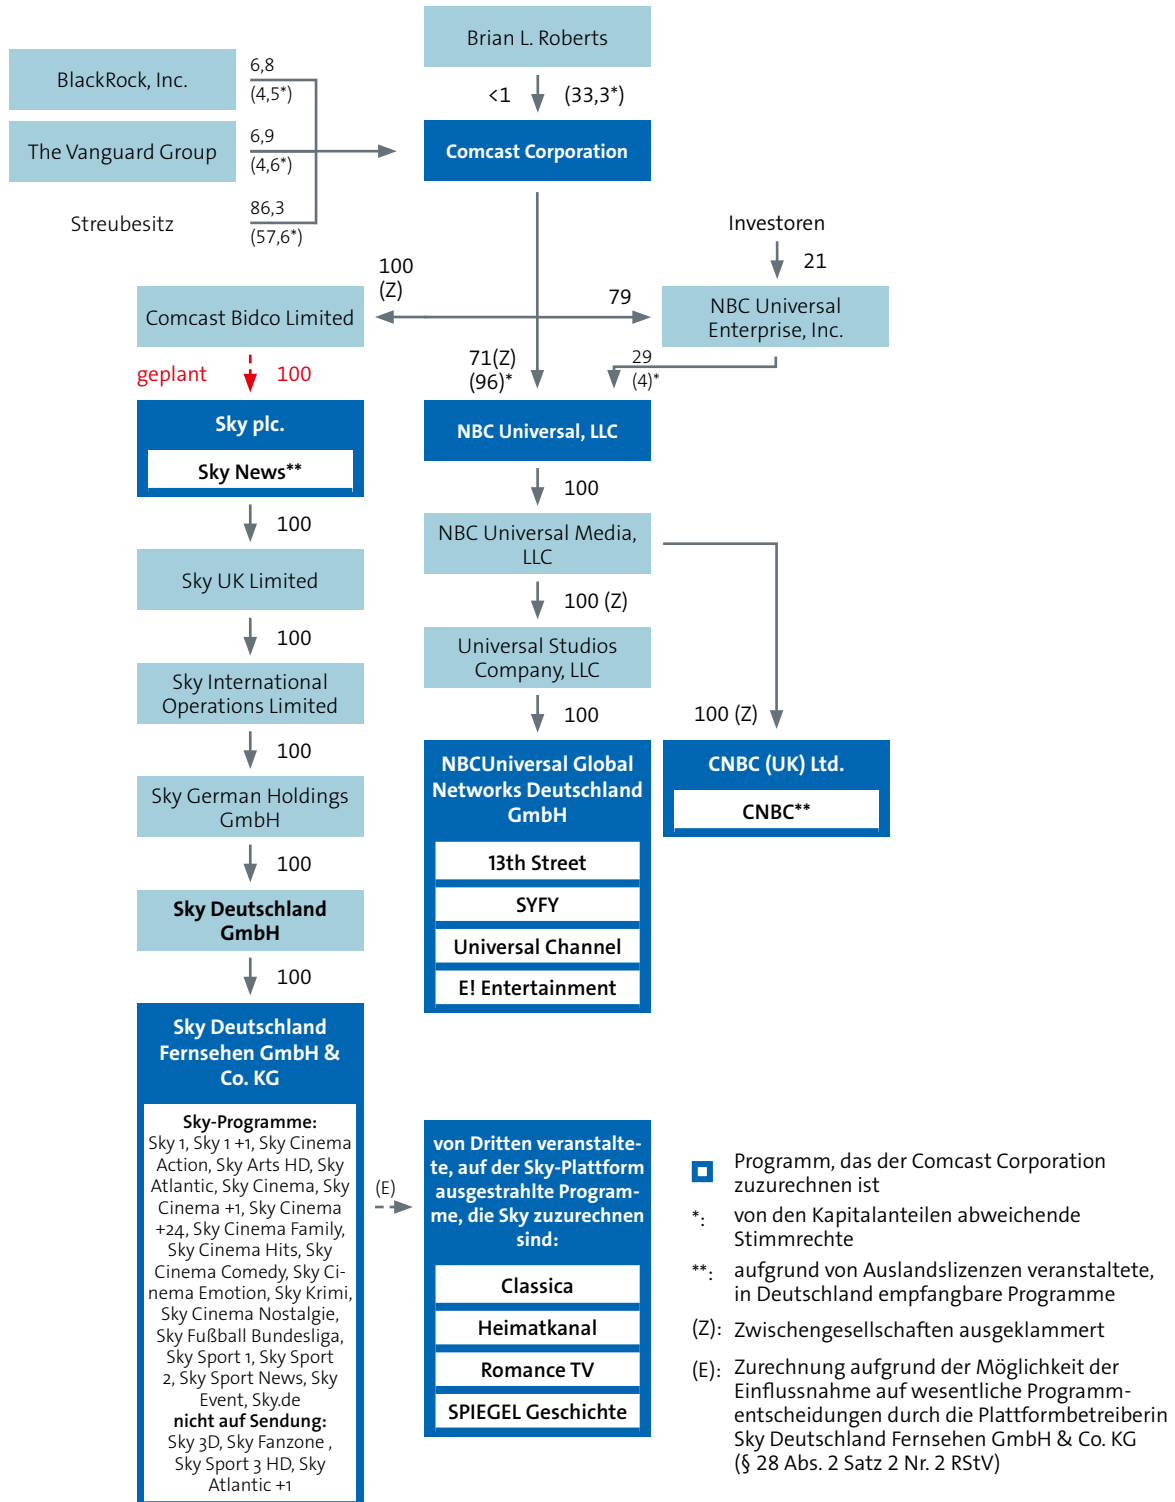 Brian L. Roberts
<1
(33,3*)
BlackRock, Inc.
6,8
(4,5*)
The Vanguard Group
6,9
(4,6*)
Streubesitz
86,3
(57,6*)
Comcast Corporation
Investoren
21
100
(Z)
79
Comcast Bidco Limited
NBC Universal
Enterprise, Inc.
geplant
100
71(Z)
(96)*
29
(4)*
Sky plc.
Sky News**
NBC Universal, LLC
100
100
Sky UK Limited
NBC Universal Media,
LLC
100
100 (Z)
Sky International
Operations Limited
Universal Studios
Company, LLC
100
100
100 (Z)
Sky German Holdings
GmbH
100
Sky Deutschland
GmbH
100
NBCUniversal Global
Networks Deutschland
GmbH
13th Street
SYFY
Universal Channel
E! Entertainment
CNBC (UK) Ltd.
CNBC**
Sky Deutschland
Fernsehen GmbH &
Co. KG
Sky-Programme:
Sky 1, Sky 1 +1, Sky Cinema
Action, Sky Arts HD, Sky
Atlantic, Sky Cinema, Sky
Cinema +1, Sky Cinema
+24, Sky Cinema Family,
Sky Cinema Hits, Sky
Cinema Comedy, Sky Ci-
nema Emotion, Sky Krimi,
Sky Cinema Nostalgie,
Sky Fußball Bundesliga,
Sky Sport 1, Sky Sport
2, Sky Sport News, Sky
Event, Sky.de
nicht auf Sendung:
Sky 3D, Sky Fanzone ,
Sky Sport 3 HD, Sky
Atlantic +1
(E)
von Dritten veranstalte-
te, auf der Sky-Plattform
ausgestrahlte Program-
me, die Sky zuzurechnen
sind:
Classica
Heimatkanal
Romance TV
SPIEGEL Geschichte
Programm, das der Comcast Corporation
zuzurechnen ist
*: von den Kapitalanteilen abweichende
Stimmrechte
**: aufgrund von Auslandslizenzen veranstaltete,
in Deutschland empfangbare Programme
(Z): Zwischengesellschaften ausgeklammert
(E): Zurechnung aufgrund der Möglichkeit der
Einflussnahme auf wesentliche Programm-
entscheidungen durch die Plattformbetreiberin
Sky Deutschland Fernsehen GmbH & Co. KG
(§ 28 Abs. 2 Satz 2 Nr. 2 RStV)